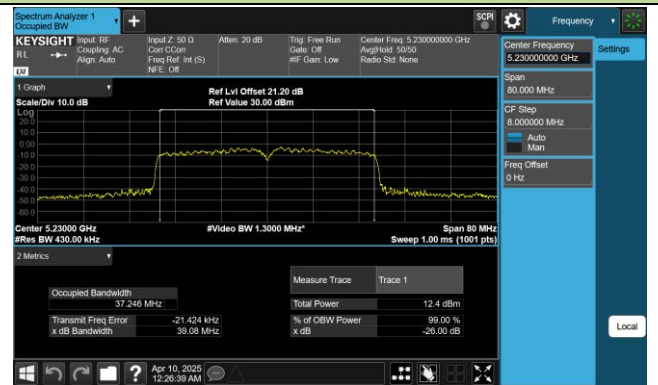 Spectrum Analyzer 1
Occupied BW
SCPI
Frequency
KEYSIGHT
RL
LXI
Input: RF
Coupling: AC
Align: Auto
Input Z: 50 Ω
Corr CCorr
Freq Ref: Int (S)
NFE: Off
Atten: 20 dB
Trig: Free Run
Gate: Off
#IF Gain: Low
Center Freq: 5.230000000 GHz
Avg|Hold: 50/50
Radio Std: None
Center Frequency
5.230000000 GHz
Settings
Span
80.000 MHz
CF Step
8.000000 MHz
Auto
Man
Freq Offset
0 Hz
Local
1 Graph
Scale/Div 10.0 dB
Ref Lvl Offset 21.20 dB
Ref Value 30.00 dBm
Log
20.0
10.0
0.00
-10.0
-20.0
-30.0
-40.0
-50.0
-60.0
Center 5.23000 GHz
#Res BW 430.00 kHz
#Video BW 1.3000 MHz*
Span 80 MHz
Sweep 1.00 ms (1001 pts)
2 Metrics
Measure Trace Trace 1
Occupied Bandwidth
37.246 MHz
Total Power 12.4 dBm
Transmit Freq Error -21.424 kHz
% of OBW Power 99.00 %
x dB Bandwidth 39.08 MHz
x dB -26.00 dB
?
Apr 10, 2025
12:26:39 AM